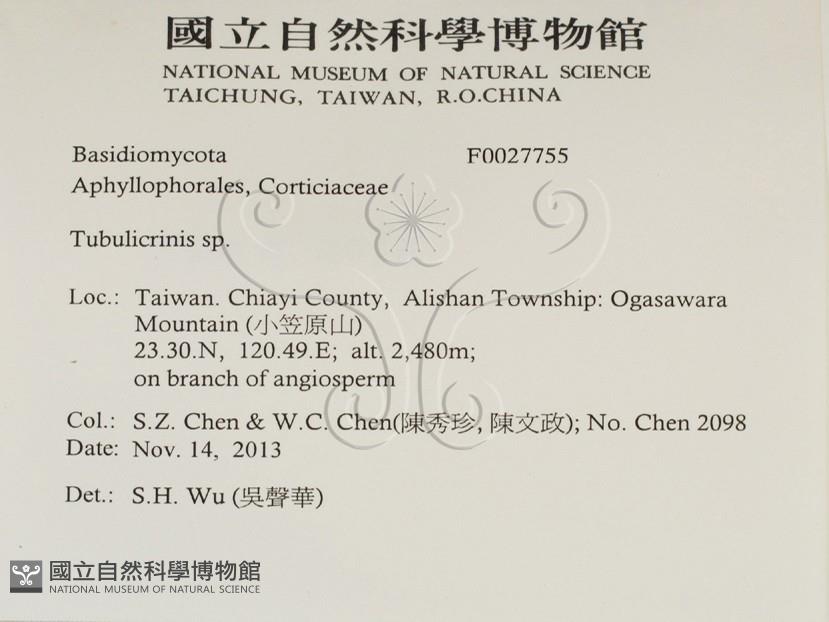 國立自然科學博物館
NATIONAL MUSEUM OF NATURAL SCIENCE
TAICHUNG, TAIWAN, R.O.CHINA
Basidiomycota F0027755
Aphyllophorales, Corticiaceae
Tubulicrinis sp.
Loc.: Taiwan. Chiayi County, Alishan Township: Ogasawara
Mountain (小笠原山)
23.30.N, 120.49.E; alt. 2,480m;
on branch of angiosperm
Col.: S.Z. Chen & W.C. Chen(陳秀珍, 陳文政); No. Chen 2098
Date: Nov. 14, 2013
Det.: S.H. Wu (吳聲華)
國立自然科學博物館
NATIONAL MUSEUM OF NATURAL SCIENCE